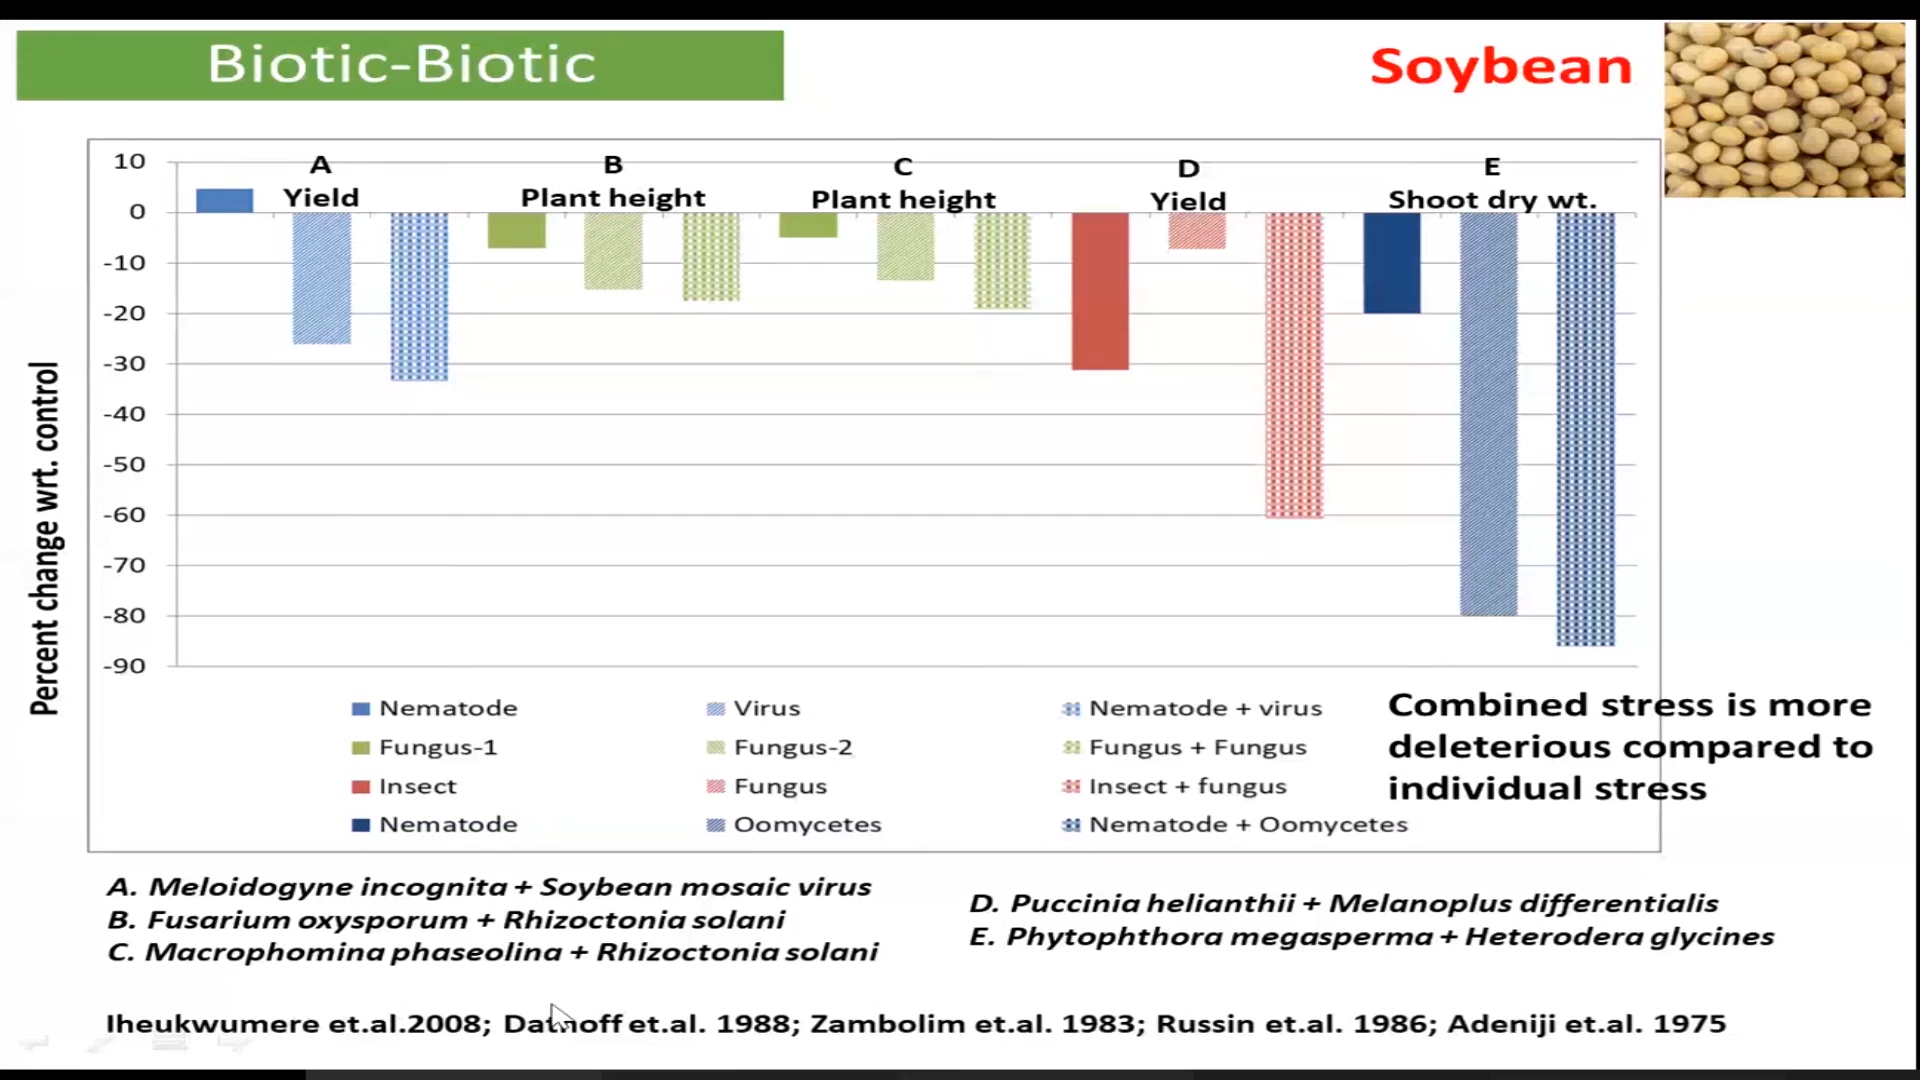 Biotic-Biotic
Soybean
A
Yield
B
Plant height
C
Plant height
D
Yield
E
Shoot dry wt.
10
0
-10
-20
-30
-40
-50
-60
-70
-80
-90
Percent change wrt. control
Nematode Virus Nematode + virus
Fungus-1 Fungus-2 Fungus + Fungus
Insect Fungus Insect + fungus
Nematode Oomycetes Nematode + Oomycetes
Combined stress is more
deleterious compared to
individual stress
A. Meloidogyne incognita + Soybean mosaic virus
B. Fusarium oxysporum + Rhizoctonia solani
C. Macrophomina phaseolina + Rhizoctonia solani
D. Puccinia helianthii + Melanoplus differentialis
E. Phytophthora megasperma + Heterodera glycines
Iheukwumere et.al.2008; Datnoff et.al. 1988; Zambolim et.al. 1983; Russin et.al. 1986; Adeniji et.al. 1975